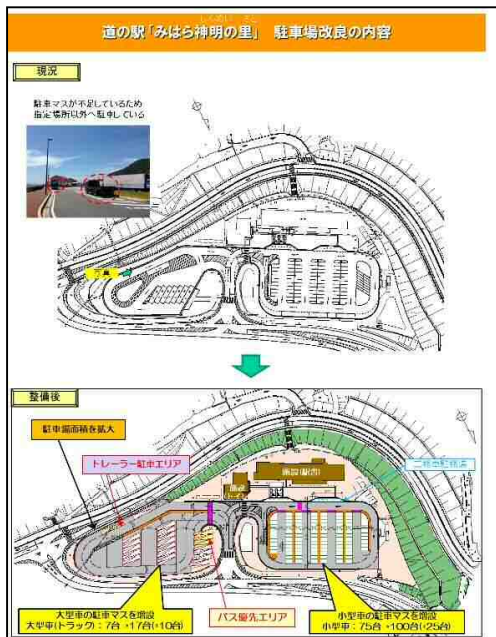 しんめい さと
道の駅「みはら神明の里」 駐車場改良の内容
現況
駐車マスが不足しているため
指定場所以外へ駐車している
写真
整備後
駐車場面積を拡大
トレーラー駐車エリア
施設(駅舎)
二輪車駐輪場
大型車の駐車マスを増設
大型車(トラック):7台→17台(+10台)
バス優先エリア
小型車の駐車マスを増設
小型車:75台→100台(+25台)